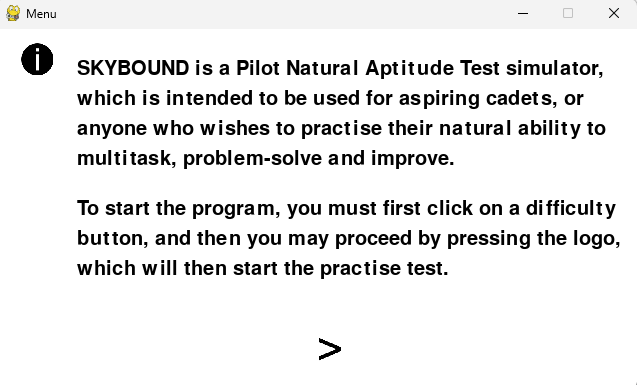 Menu
i
SKYBOUND is a Pilot Natural Aptitude Test simulator,
which is intended to be used for aspiring cadets, or
anyone who wishes to practise their natural ability to
multitask, problem-solve and improve.
To start the program, you must first click on a difficulty
button, and then you may proceed by pressing the logo,
which will then start the practise test.
>